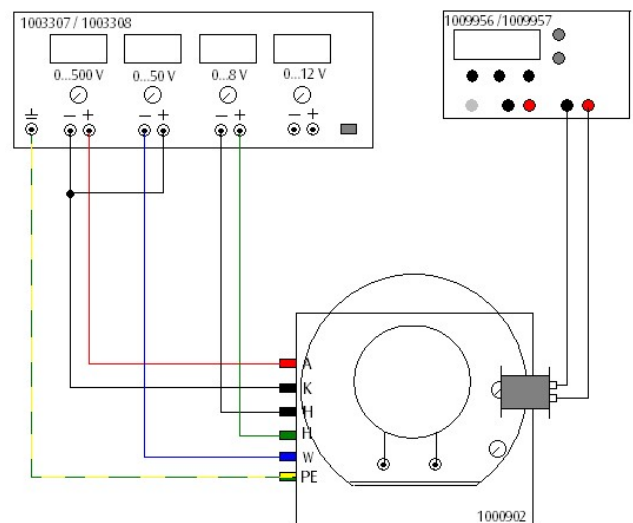 1003307 / 1003308
1009956 /1009957
0...500 V 0...50 V 0...8 V 0...12 V
− + − + − + − +
A
K
H
H
W
PE
1000902